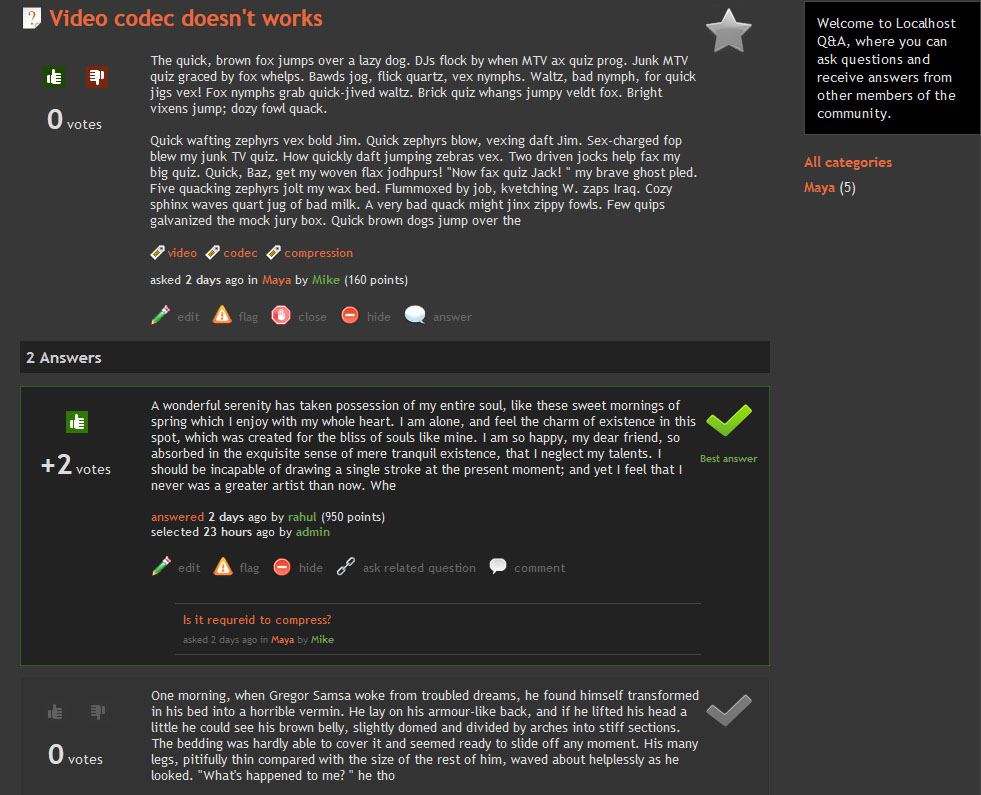 Video codec doesn't works
The quick, brown fox jumps over a lazy dog. DJs flock by when MTV ax quiz prog. Junk MTV
quiz graced by fox whelps. Bawds jog, flick quartz, vex nymphs. Waltz, bad nymph, for quick
jigs vex! Fox nymphs grab quick-jived waltz. Brick quiz whangs jumpy veldt fox. Bright
vixens jump; dozy fowl quack.
0 votes
Quick wafting zephyrs vex bold Jim. Quick zephyrs blow, vexing daft Jim. Sex-charged fop
blew my junk TV quiz. How quickly daft jumping zebras vex. Two driven jocks help fax my
big quiz. Quick, Baz, get my woven flax jodhpurs! "Now fax quiz Jack! " my brave ghost pled.
Five quacking zephyrs jolt my wax bed. Flummoxed by job, kvetching W. zaps Iraq. Cozy
sphinx waves quart jug of bad milk. A very bad quack might jinx zippy fowls. Few quips
galvanized the mock jury box. Quick brown dogs jump over the
video codec compression
asked 2 days ago in Maya by Mike (160 points)
edit flag close hide answer
2 Answers
A wonderful serenity has taken possession of my entire soul, like these sweet mornings of
spring which I enjoy with my whole heart. I am alone, and feel the charm of existence in this
spot, which was created for the bliss of souls like mine. I am so happy, my dear friend, so
absorbed in the exquisite sense of mere tranquil existence, that I neglect my talents. I
should be incapable of drawing a single stroke at the present moment; and yet I feel that I
never was a greater artist than now. Whe
+2 votes
Best answer
answered 2 days ago by rahul (950 points)
selected 23 hours ago by admin
edit flag hide ask related question comment
Is it requreid to compress?
asked 2 days ago in Maya by Mike
One morning, when Gregor Samsa woke from troubled dreams, he found himself transformed
in his bed into a horrible vermin. He lay on his armour-like back, and if he lifted his head a
little he could see his brown belly, slightly domed and divided by arches into stiff sections.
The bedding was hardly able to cover it and seemed ready to slide off any moment. His many
legs, pitifully thin compared with the size of the rest of him, waved about helplessly as he
looked. "What's happened to me? " he tho
0 votes
Welcome to Localhost
Q&A, where you can
ask questions and
receive answers from
other members of the
community.
All categories
Maya (5)